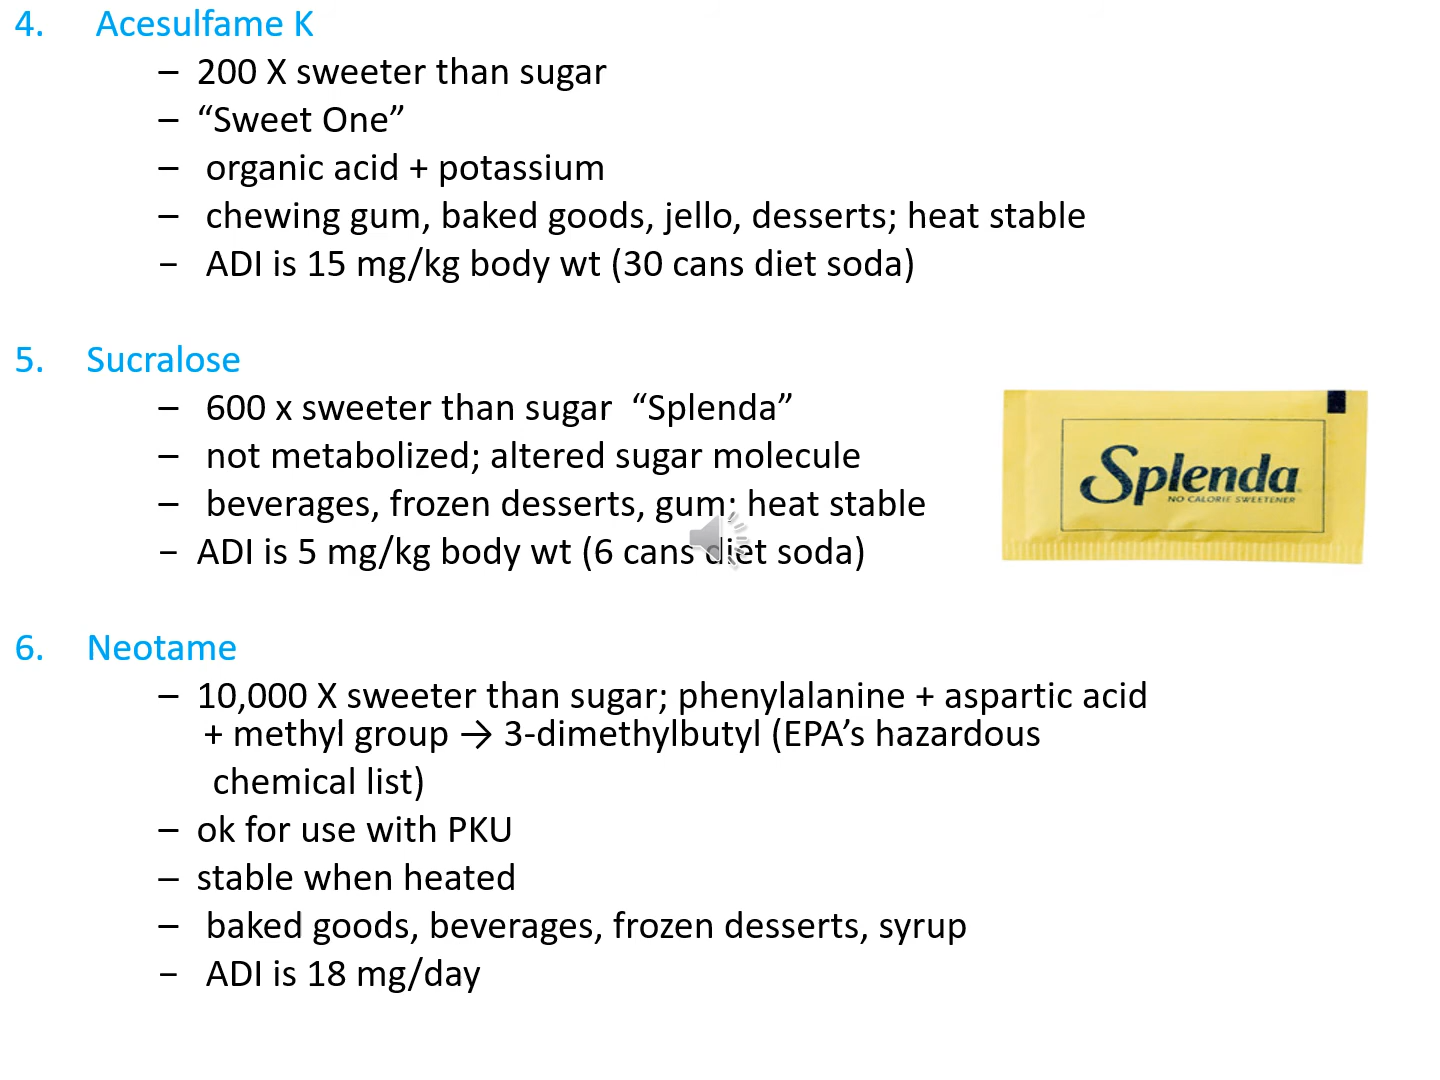 4. Acesulfame K
– 200 X sweeter than sugar
– “Sweet One”
– organic acid + potassium
– chewing gum, baked goods, jello, desserts; heat stable
– ADI is 15 mg/kg body wt (30 cans diet soda)
5. Sucralose
– 600 x sweeter than sugar “Splenda”
– not metabolized; altered sugar molecule
– beverages, frozen desserts, gum; heat stable
– ADI is 5 mg/kg body wt (6 cans diet soda)
Splenda
NO CALORIE SWEETENER
6. Neotame
– 10,000 X sweeter than sugar; phenylalanine + aspartic acid
+ methyl group → 3-dimethylbutyl (EPA’s hazardous
chemical list)
– ok for use with PKU
– stable when heated
– baked goods, beverages, frozen desserts, syrup
– ADI is 18 mg/day